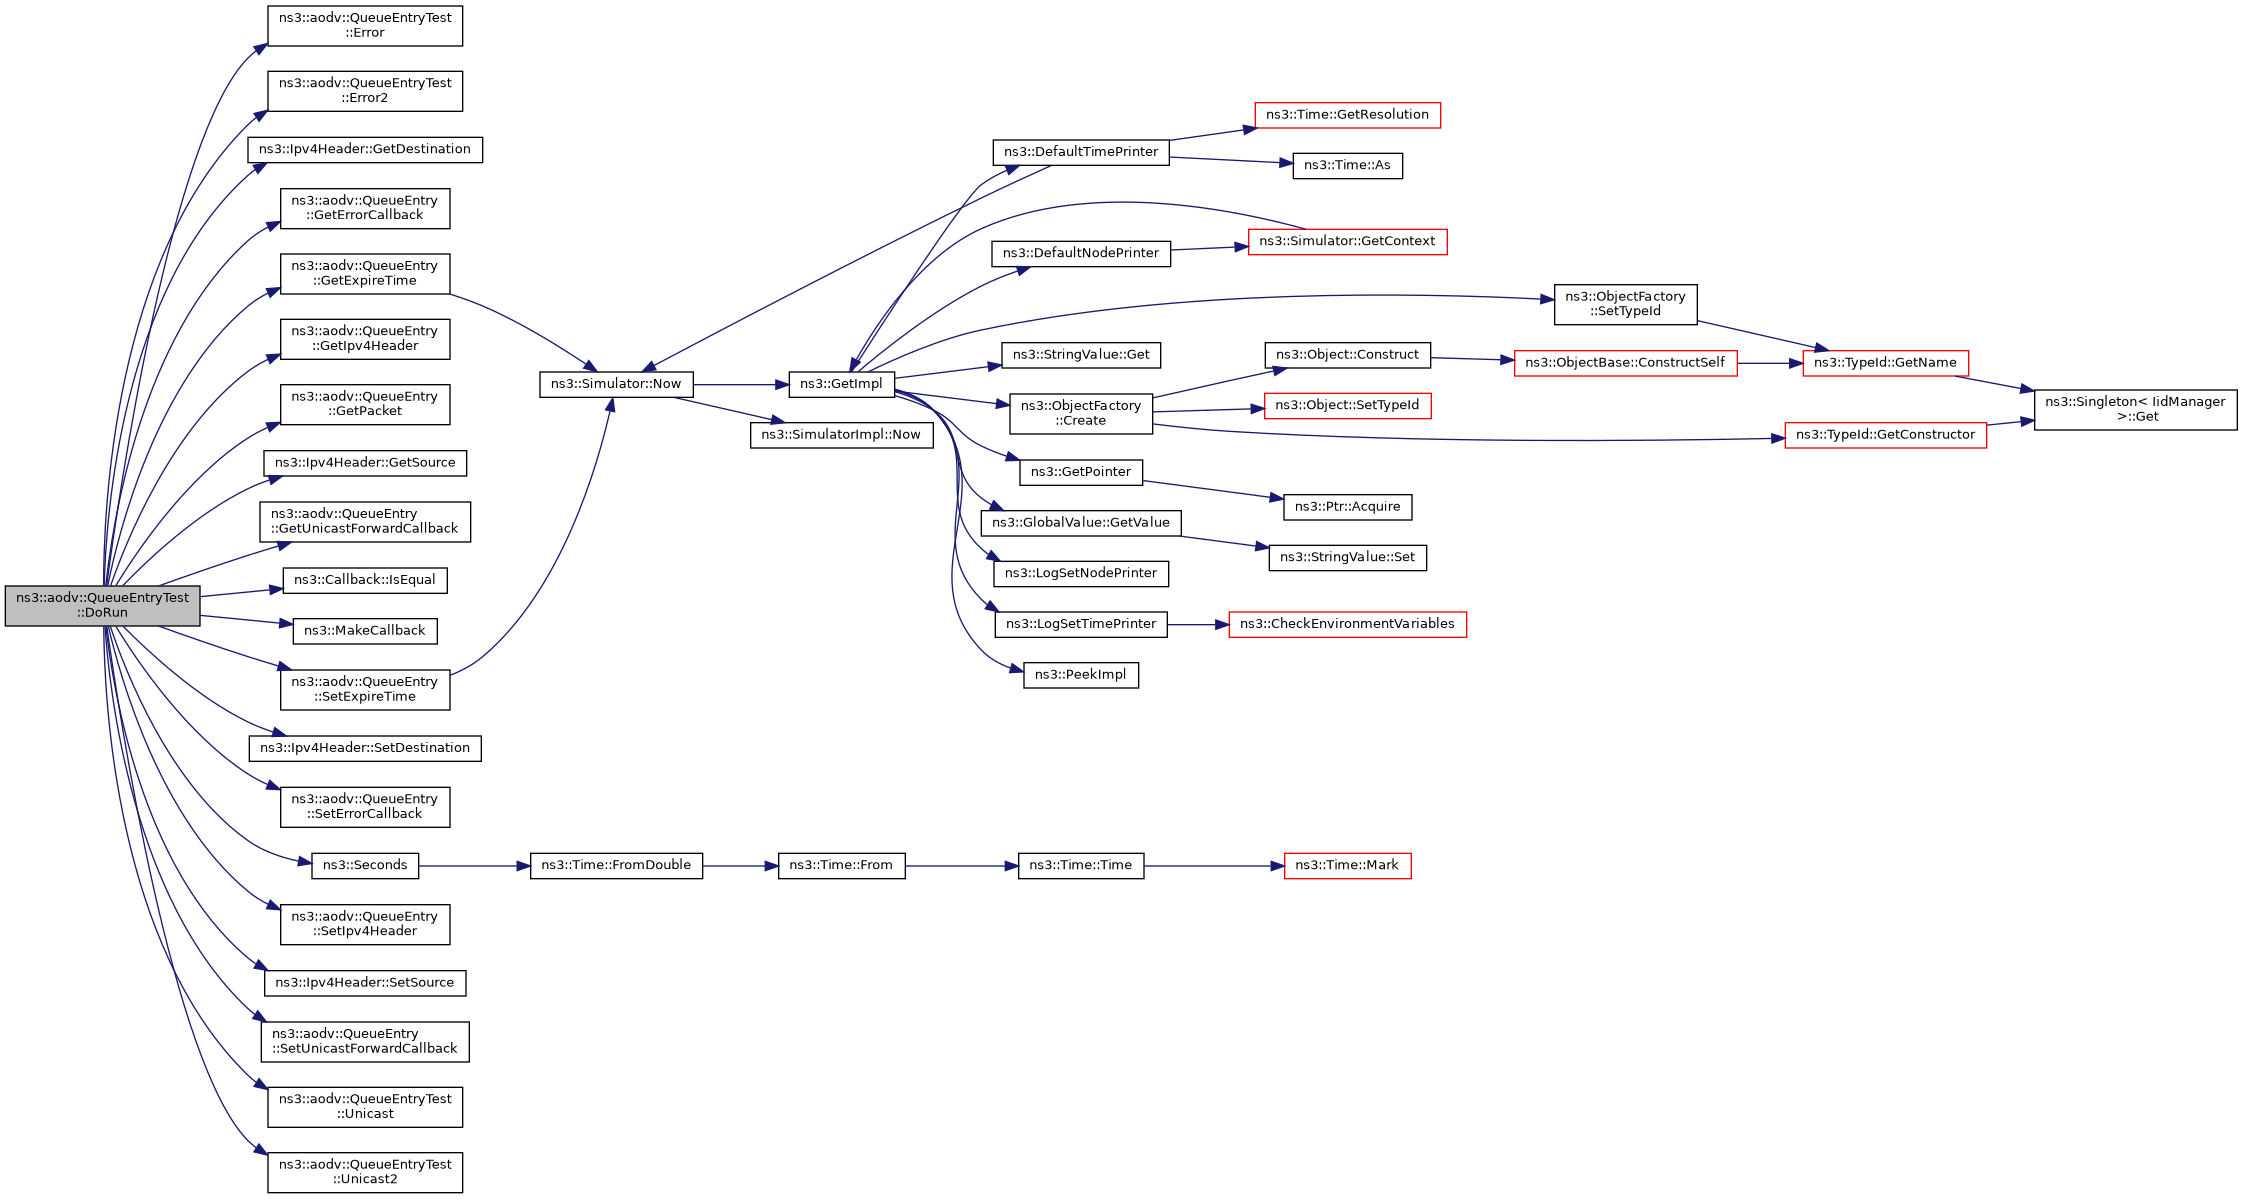 ns3::aodv::QueueEntryTest
::DoRun
ns3::aodv::QueueEntryTest
::Error
ns3::aodv::QueueEntryTest
::Error2
ns3::Ipv4Header::GetDestination
ns3::aodv::QueueEntry
::GetErrorCallback
ns3::aodv::QueueEntry
::GetExpireTime
ns3::aodv::QueueEntry
::GetIpv4Header
ns3::aodv::QueueEntry
::GetPacket
ns3::Ipv4Header::GetSource
ns3::aodv::QueueEntry
::GetUnicastForwardCallback
ns3::Callback::IsEqual
ns3::MakeCallback
ns3::aodv::QueueEntry
::SetExpireTime
ns3::Ipv4Header::SetDestination
ns3::aodv::QueueEntry
::SetErrorCallback
ns3::Seconds
ns3::aodv::QueueEntry
::SetIpv4Header
ns3::Ipv4Header::SetSource
ns3::aodv::QueueEntry
::SetUnicastForwardCallback
ns3::aodv::QueueEntryTest
::Unicast
ns3::aodv::QueueEntryTest
::Unicast2
ns3::Simulator::Now
ns3::Time::FromDouble
ns3::GetImpl
ns3::SimulatorImpl::Now
ns3::Time::From
ns3::DefaultTimePrinter
ns3::DefaultNodePrinter
ns3::StringValue::Get
ns3::ObjectFactory
::Create
ns3::GetPointer
ns3::GlobalValue::GetValue
ns3::LogSetNodePrinter
ns3::LogSetTimePrinter
ns3::PeekImpl
ns3::Time::Time
ns3::Time::GetResolution
ns3::Time::As
ns3::Simulator::GetContext
ns3::Object::Construct
ns3::Object::SetTypeId
ns3::Ptr::Acquire
ns3::StringValue::Set
ns3::CheckEnvironmentVariables
ns3::Time::Mark
ns3::ObjectFactory
::SetTypeId
ns3::ObjectBase::ConstructSelf
ns3::TypeId::GetName
ns3::TypeId::GetConstructor
ns3::Singleton< IidManager
>::Get